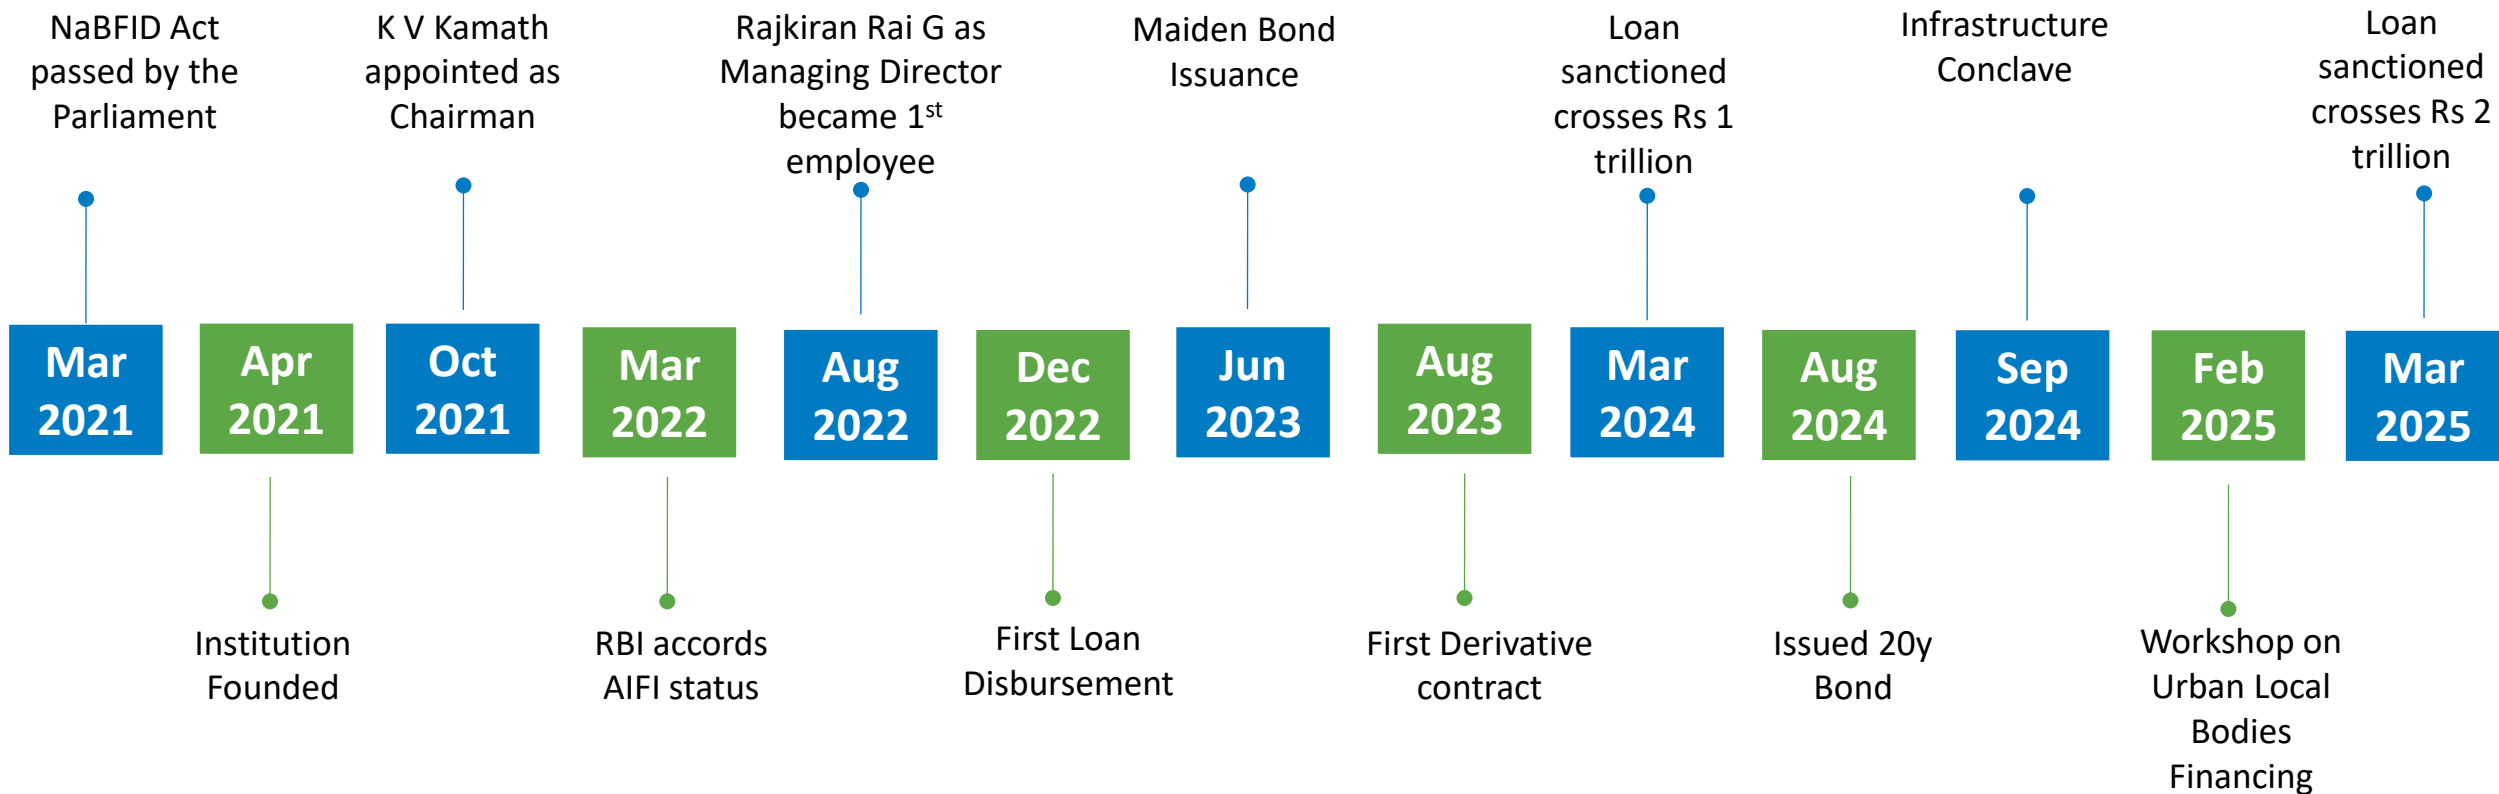 NaBFID Act
passed by the
Parliament
K V Kamath
appointed as
Chairman
Rajkiran Rai G as
Managing Director
became 1st
employee
Maiden Bond
Issuance
Loan
sanctioned
crosses Rs 1
trillion
Infrastructure
Conclave
Loan
sanctioned
crosses Rs 2
trillion
Mar
2021
Apr
2021
Oct
2021
Mar
2022
Aug
2022
Dec
2022
Jun
2023
Aug
2023
Mar
2024
Aug
2024
Sep
2024
Feb
2025
Mar
2025
Institution
Founded
RBI accords
AIFI status
First Loan
Disbursement
First Derivative
contract
Issued 20y
Bond
Workshop on
Urban Local
Bodies
Financing